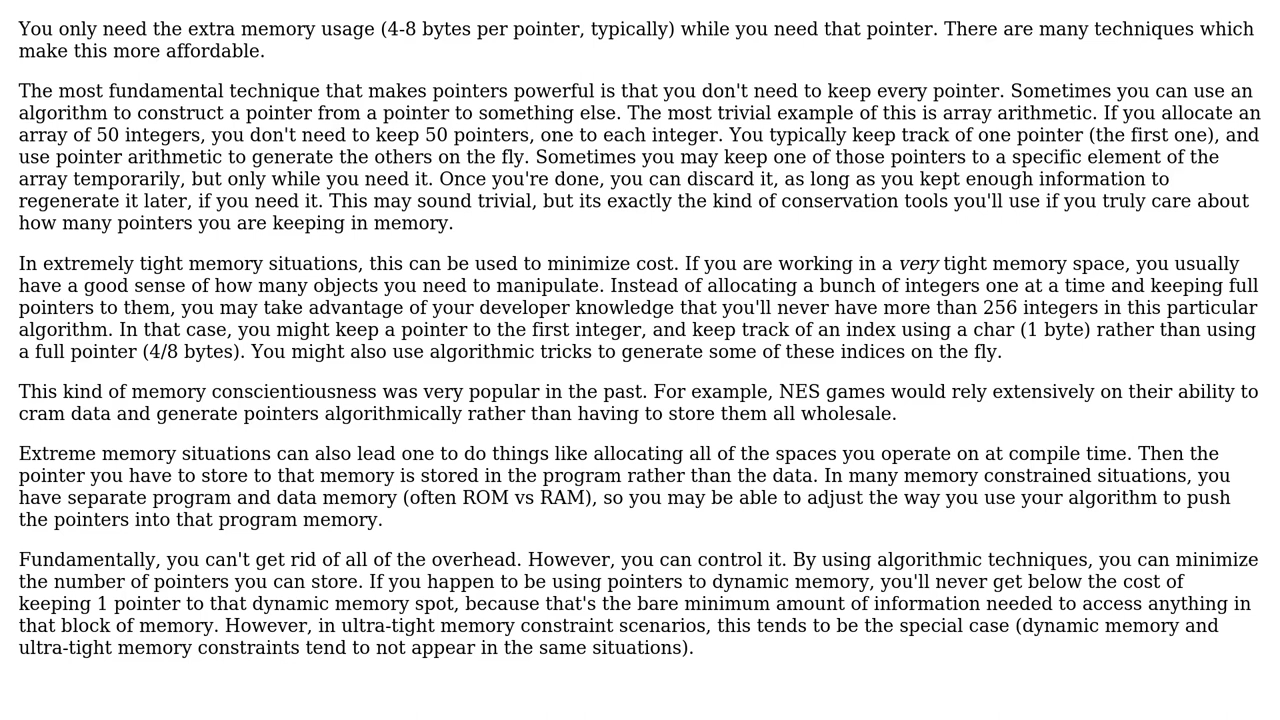 You only need the extra memory usage (4-8 bytes per pointer, typically) while you need that pointer. There are many techniques which
make this more affordable.
The most fundamental technique that makes pointers powerful is that you don't need to keep every pointer. Sometimes you can use an
algorithm to construct a pointer from a pointer to something else. The most trivial example of this is array arithmetic. If you allocate an
array of 50 integers, you don't need to keep 50 pointers, one to each integer. You typically keep track of one pointer (the first one), and
use pointer arithmetic to generate the others on the fly. Sometimes you may keep one of those pointers to a specific element of the
array temporarily, but only while you need it. Once you're done, you can discard it, as long as you kept enough information to
regenerate it later, if you need it. This may sound trivial, but its exactly the kind of conservation tools you'll use if you truly care about
how many pointers you are keeping in memory.
In extremely tight memory situations, this can be used to minimize cost. If you are working in a very tight memory space, you usually
have a good sense of how many objects you need to manipulate. Instead of allocating a bunch of integers one at a time and keeping full
pointers to them, you may take advantage of your developer knowledge that you'll never have more than 256 integers in this particular
algorithm. In that case, you might keep a pointer to the first integer, and keep track of an index using a char (1 byte) rather than using
a full pointer (4/8 bytes). You might also use algorithmic tricks to generate some of these indices on the fly.
This kind of memory conscientiousness was very popular in the past. For example, NES games would rely extensively on their ability to
cram data and generate pointers algorithmically rather than having to store them all wholesale.
Extreme memory situations can also lead one to do things like allocating all of the spaces you operate on at compile time. Then the
pointer you have to store to that memory is stored in the program rather than the data. In many memory constrained situations, you
have separate program and data memory (often ROM vs RAM), so you may be able to adjust the way you use your algorithm to push
the pointers into that program memory.
Fundamentally, you can't get rid of all of the overhead. However, you can control it. By using algorithmic techniques, you can minimize
the number of pointers you can store. If you happen to be using pointers to dynamic memory, you'll never get below the cost of
keeping 1 pointer to that dynamic memory spot, because that's the bare minimum amount of information needed to access anything in
that block of memory. However, in ultra-tight memory constraint scenarios, this tends to be the special case (dynamic memory and
ultra-tight memory constraints tend to not appear in the same situations).